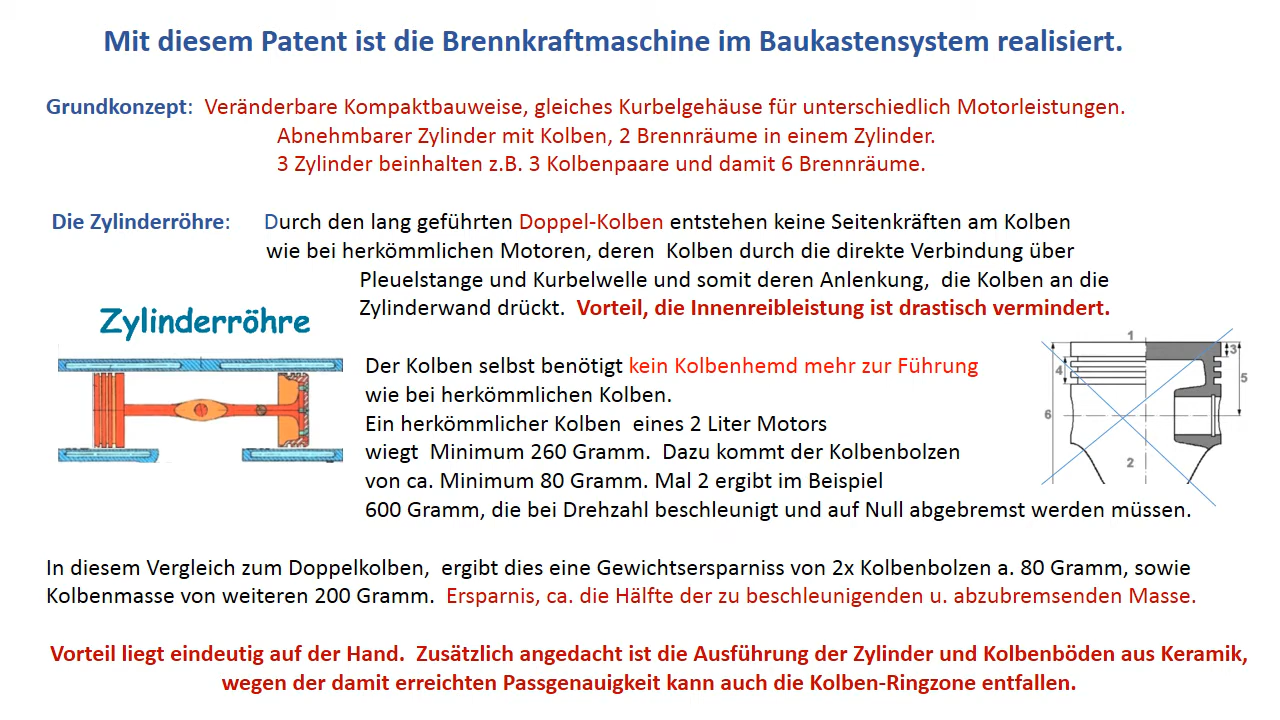 Mit diesem Patent ist die Brennkraftmaschine im Baukastensystem realisiert.
Grundkonzept: Veränderbare Kompaktbauweise, gleiches Kurbelgehäuse für unterschiedlich Motorleistungen.
Abnehmbarer Zylinder mit Kolben, 2 Brennräume in einem Zylinder.
3 Zylinder beinhalten z.B. 3 Kolbenpaare und damit 6 Brennräume.
Die Zylinderröhre: Durch den lang geführten Doppel-Kolben entstehen keine Seitenkräften am Kolben
wie bei herkömmlichen Motoren, deren Kolben durch die direkte Verbindung über
Pleuelstange und Kurbelwelle und somit deren Anlenkung, die Kolben an die
Zylinderwand drückt. Vorteil, die Innenreibleistung ist drastisch vermindert.
Zylinderröhre
Der Kolben selbst benötigt kein Kolbenhemd mehr zur Führung
wie bei herkömmlichen Kolben.
Ein herkömmlicher Kolben eines 2 Liter Motors
wiegt Minimum 260 Gramm. Dazu kommt der Kolbenbolzen
von ca. Minimum 80 Gramm. Mal 2 ergibt im Beispiel
600 Gramm, die bei Drehzahl beschleunigt und auf Null abgebremst werden müssen.
1
3
4
5
6
2
In diesem Vergleich zum Doppelkolben, ergibt dies eine Gewichtsersparniss von 2x Kolbenbolzen a. 80 Gramm, sowie
Kolbenmasse von weiteren 200 Gramm. Ersparnis, ca. die Hälfte der zu beschleunigenden u. abzubremsenden Masse.
Vorteil liegt eindeutig auf der Hand. Zusätzlich angedacht ist die Ausführung der Zylinder und Kolbenböden aus Keramik,
wegen der damit erreichten Passgenauigkeit kann auch die Kolben-Ringzone entfallen.